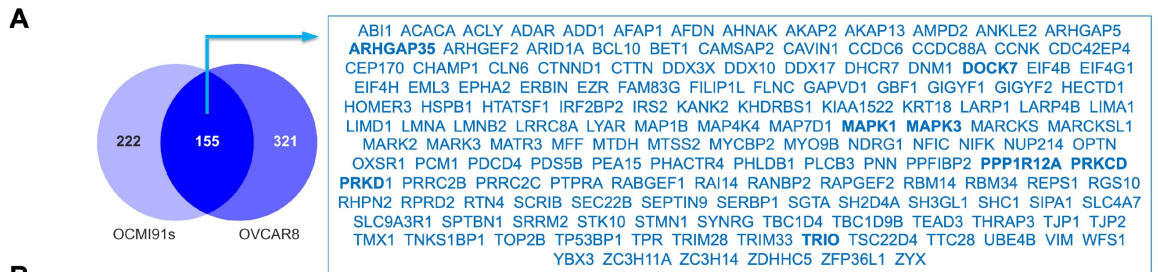 A
ABI1 ACACA ACLY ADAR ADD1 AFAP1 AFDN AHNAK AKAP2 AKAP13 AMPD2 ANKLE2 ARHGAP5
ARHGAP35 ARHGEF2 ARID1A BCL10 BET1 CAMSAP2 CAVIN1 CCDC6 CCDC88A CCNK CDC42EP4
CEP170 CHAMP1 CLN6 CTNND1 CTTN DDX3X DDX10 DDX17 DHCR7 DNM1 DOCK7 EIF4B EIF4G1
EIF4H EML3 EPHA2 ERBIN EZR FAM83G FILIP1L FLNC GAPVD1 GBF1 GIGYF1 GIGYF2 HECTD1
HOMER3 HSPB1 HTATSF1 IRF2BP2 IRS2 KANK2 KHDRBS1 KIAA1522 KRT18 LARP1 LARP4B LIMA1
LIMD1 LMNA LMNB2 LRRC8A LYAR MAP1B MAP4K4 MAP7D1 MAPK1 MAPK3 MARCKS MARCKSL1
MARK2 MARK3 MATR3 MFF MTDH MTSS2 MYCBP2 MYO9B NDRG1 NFIC NIFK NUP214 OPTN
OXSR1 PCM1 PDCD4 PDS5B PEA15 PHACTR4 PHLDB1 PLCB3 PNN PPFIBP2 PPP1R12A PRKCD
PRKD1 PRRC2B PRRC2C PTPRA RABGEF1 RAI14 RANBP2 RAPGEF2 RBM14 RBM34 REPS1 RGS10
RHPN2 RPRD2 RTN4 SCRIB SEC22B SEPTIN9 SERBP1 SGTA SH2D4A SH3GL1 SHC1 SIPA1 SLC4A7
SLC9A3R1 SPTBN1 SRRM2 STK10 STMN1 SYNRG TBC1D4 TBC1D9B TEAD3 THRAP3 TJP1 TJP2
TMX1 TNKS1BP1 TOP2B TP53BP1 TPR TRIM28 TRIM33 TRIO TSC22D4 TTC28 UBE4B VIM WFS1
YBX3 ZC3H11A ZC3H14 ZDHHC5 ZFP36L1 ZYX
222 155 321
OCMI91s OVCAR8